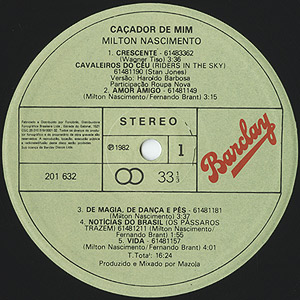 CAÇADOR DE MIM
MILTON NASCIMENTO
1. CRESCENTE - 61483362
(Wagner Tiso) 3:36
CAVALEIROS DO CÉU (RIDERS IN THE SKY)
61481190 (Stan Jones)
Versão: Haroldo Barbosa
Participação Roupa Nova
2. AMOR AMIGO - 61481149
(Milton Nascimento/Fernando Brant) 3:15
STEREO
℗ 1982
1
Barclay
201 632
33 1/3
3. DE MAGIA, DE DANÇA E PÉS - 61481181
(Milton Nascimento) 3:37
4. NOTÍCIAS DO BRASIL (OS PÁSSAROS
TRAZEM) 61481211 (Milton Nascimento/
Fernando Brant) 1:55
5. VIDA - 61481157
(Milton Nascimento/Fernando Brant) 4:01
T. Total: 16:24
Produzido e Mixado por Mazola